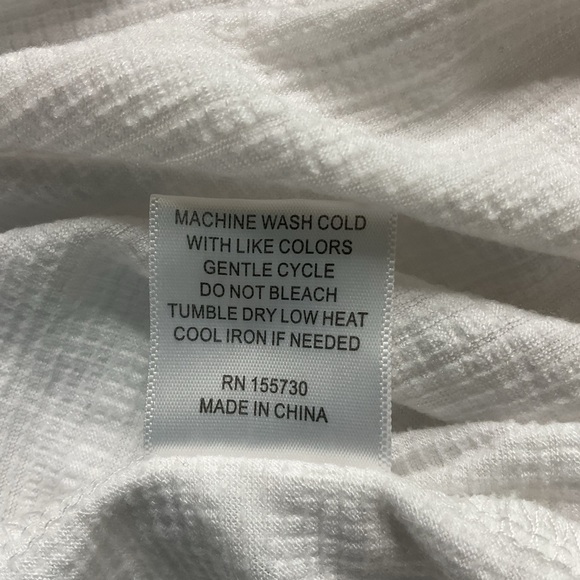 MACHINE WASH COLD
WITH LIKE COLORS
GENTLE CYCLE
DO NOT BLEACH
TUMBLE DRY LOW HEAT
COOL IRON IF NEEDED
RN 155730
MADE IN CHINA